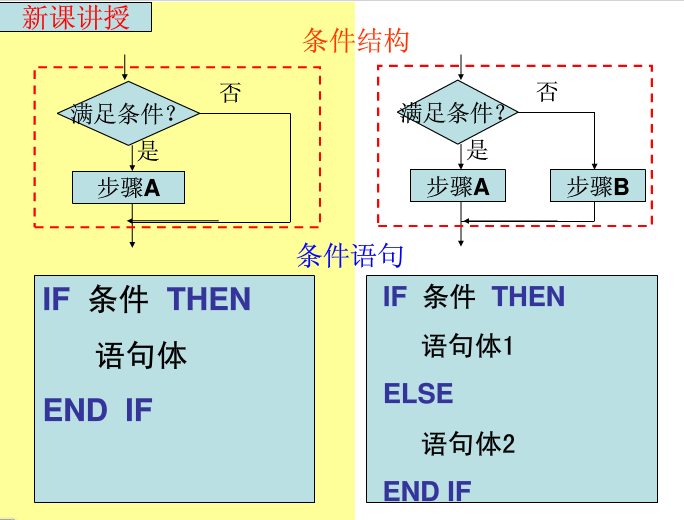 新课讲授
条件结构
满足条件？
否
是
步骤A
满足条件？
否
是
步骤A
步骤B
条件语句
IF 条件 THEN
语句体
END IF
IF 条件 THEN
语句体1
ELSE
语句体2
END IF